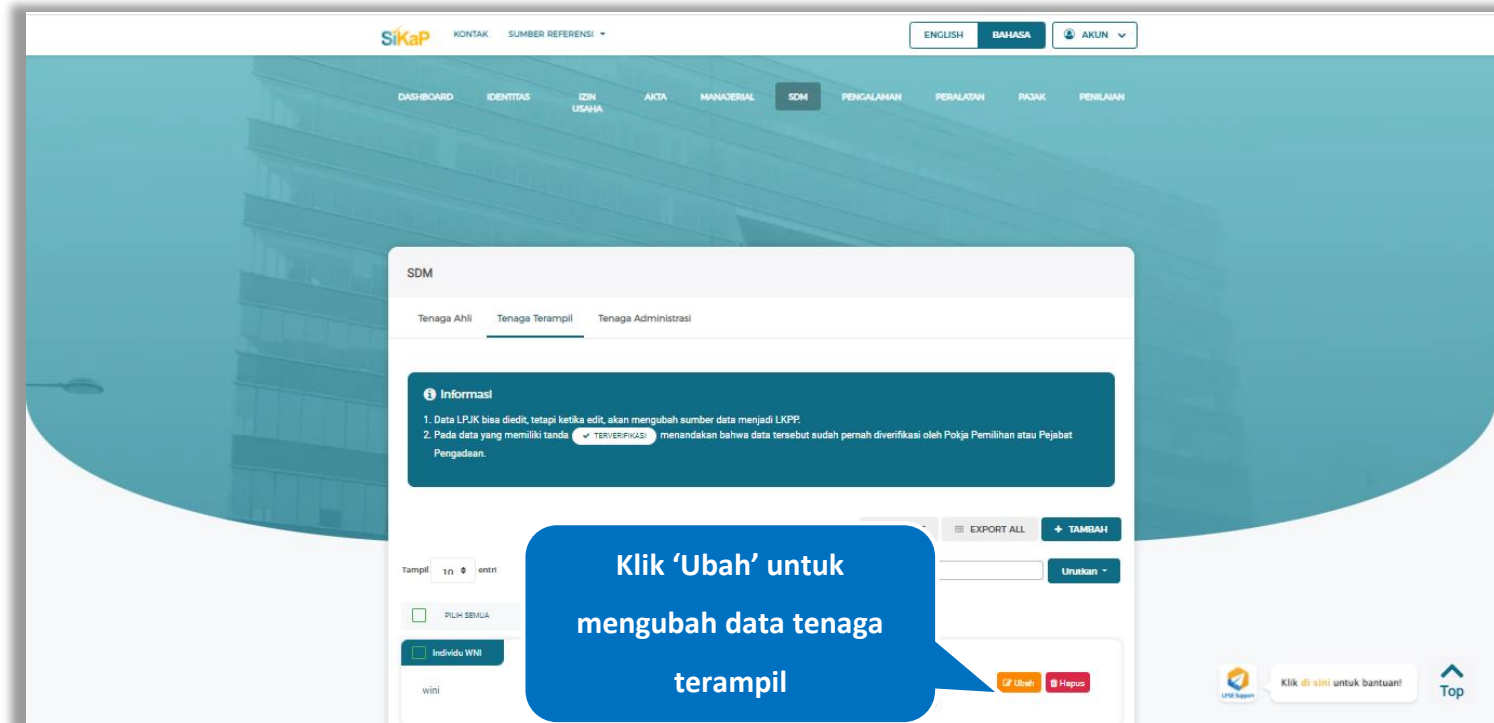 SiKaP KONTAK SUMBER REFERENSI ENGLISH BAHASA AKUN
DASHBOARD IDENTITAS IZIN USAHA AKTA MANAJERIAL SDM PENGALAMAN PERALATAN PAJAK PENILAIAN
SDM
Tenaga Ahli Tenaga Terampil Tenaga Administrasi
Informasi
1. Data LPJK bisa diedit, tetapi ketika edit, akan mengubah sumber data menjadi LKPP.
2. Pada data yang memiliki tanda TERVERIFIKASI menandakan bahwa data tersebut sudah pernah diverifikasi oleh Pokja Pemilihan atau Pejabat
Pengadaan.
EXPORT ALL + TAMBAH
Tampil 10 entri Urutkan
PILIH SEMUA
Individu WNI
wini Ubah Hapus
Klik ‘Ubah’ untuk
mengubah data tenaga
terampil
LPSE Support Klik di sini untuk bantuan! Top